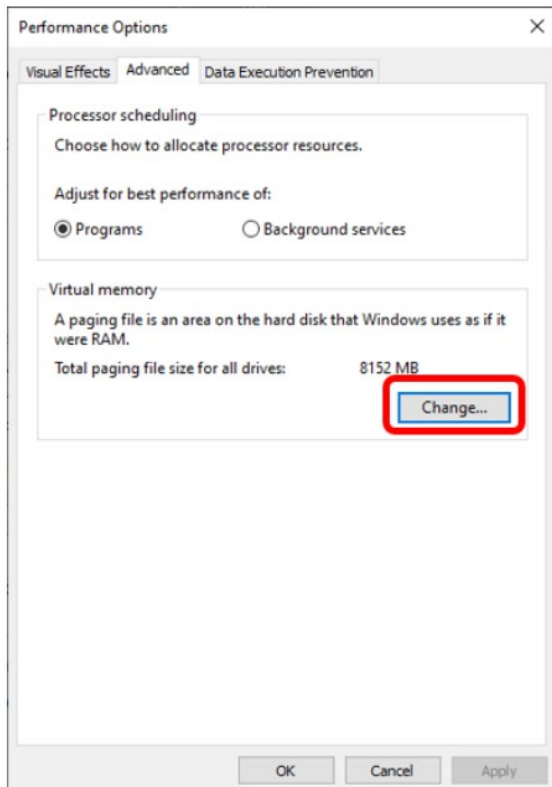 Performance Options
Visual Effects Advanced Data Execution Prevention
Processor scheduling
Choose how to allocate processor resources.
Adjust for best performance of:
Programs Background services
Virtual memory
A paging file is an area on the hard disk that Windows uses as if it
were RAM.
Total paging file size for all drives: 8152 MB
Change...
OK Cancel Apply